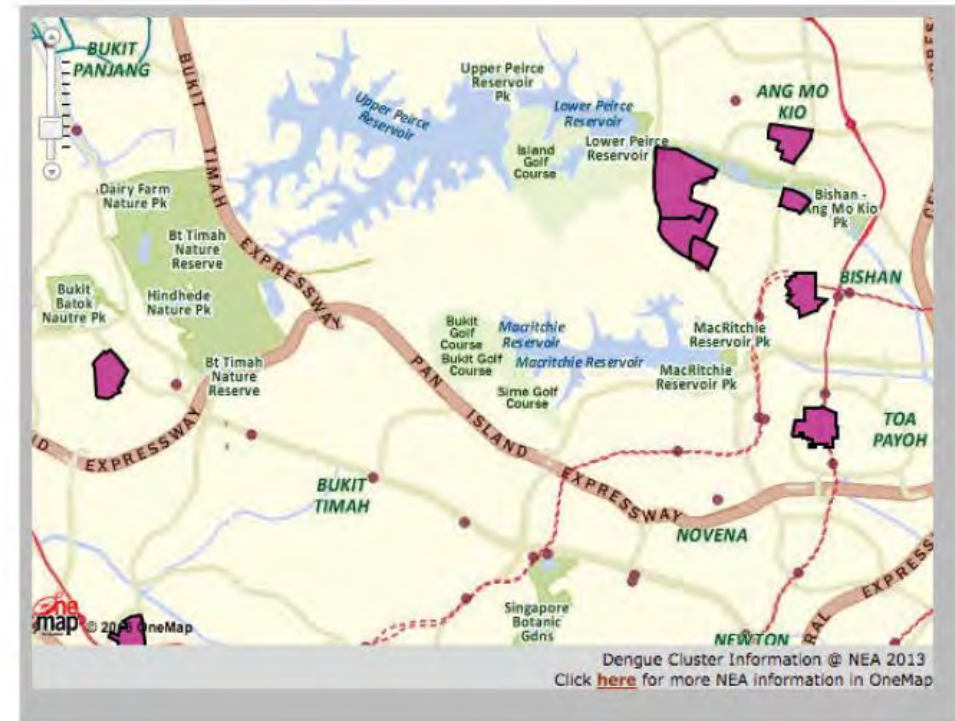 BUKIT
PANJANG
BUKIT
TIMAH
EXPRESSWAY
Upper Peirce
Reservoir
Pk
Upper Peirce
Reservoir
Lower Peirce
Reservoir
Lower Peirce
Reservoir
Island
Golf
Course
ANG MO
KIO
Bishan -
Ang Mo Kio
Pk
BISHAN
Dairy Farm
Nature Pk
Bt Timah
Nature
Reserve
Hindhede
Nature Pk
Bukit
Batok
Nautre Pk
Bt Timah
Nature
Reserve
Bukit
Golf
Course
Bukit Golf
Course
Sime Golf
Course
Macritchie
Reservoir
Macritchie Reservoir
MacRitchie
Reservoir Pk
MacRitchie
Reservoir Pk
PAN ISLAND EXPRESSWAY
EXPRESSWAY
TOA
PAYOH
BUKIT
TIMAH
NOVENA
Singapore
Botanic
Gdns
NEWTON
RAL EXPRESS
One
map
OneMap
Dengue Cluster Information @ NEA 2013
Click here for more NEA information in OneMap